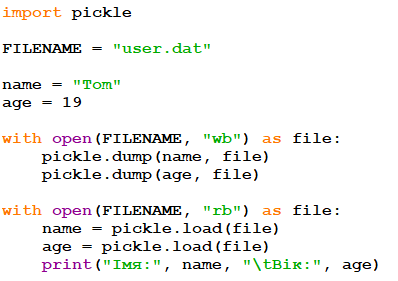 import pickle

FILENAME = "user.dat"

name = "Tom"
age = 19

with open(FILENAME, "wb") as file:
    pickle.dump(name, file)
    pickle.dump(age, file)

with open(FILENAME, "rb") as file:
    name = pickle.load(file)
    age = pickle.load(file)
    print("Імя:", name, "\tВік:", age)